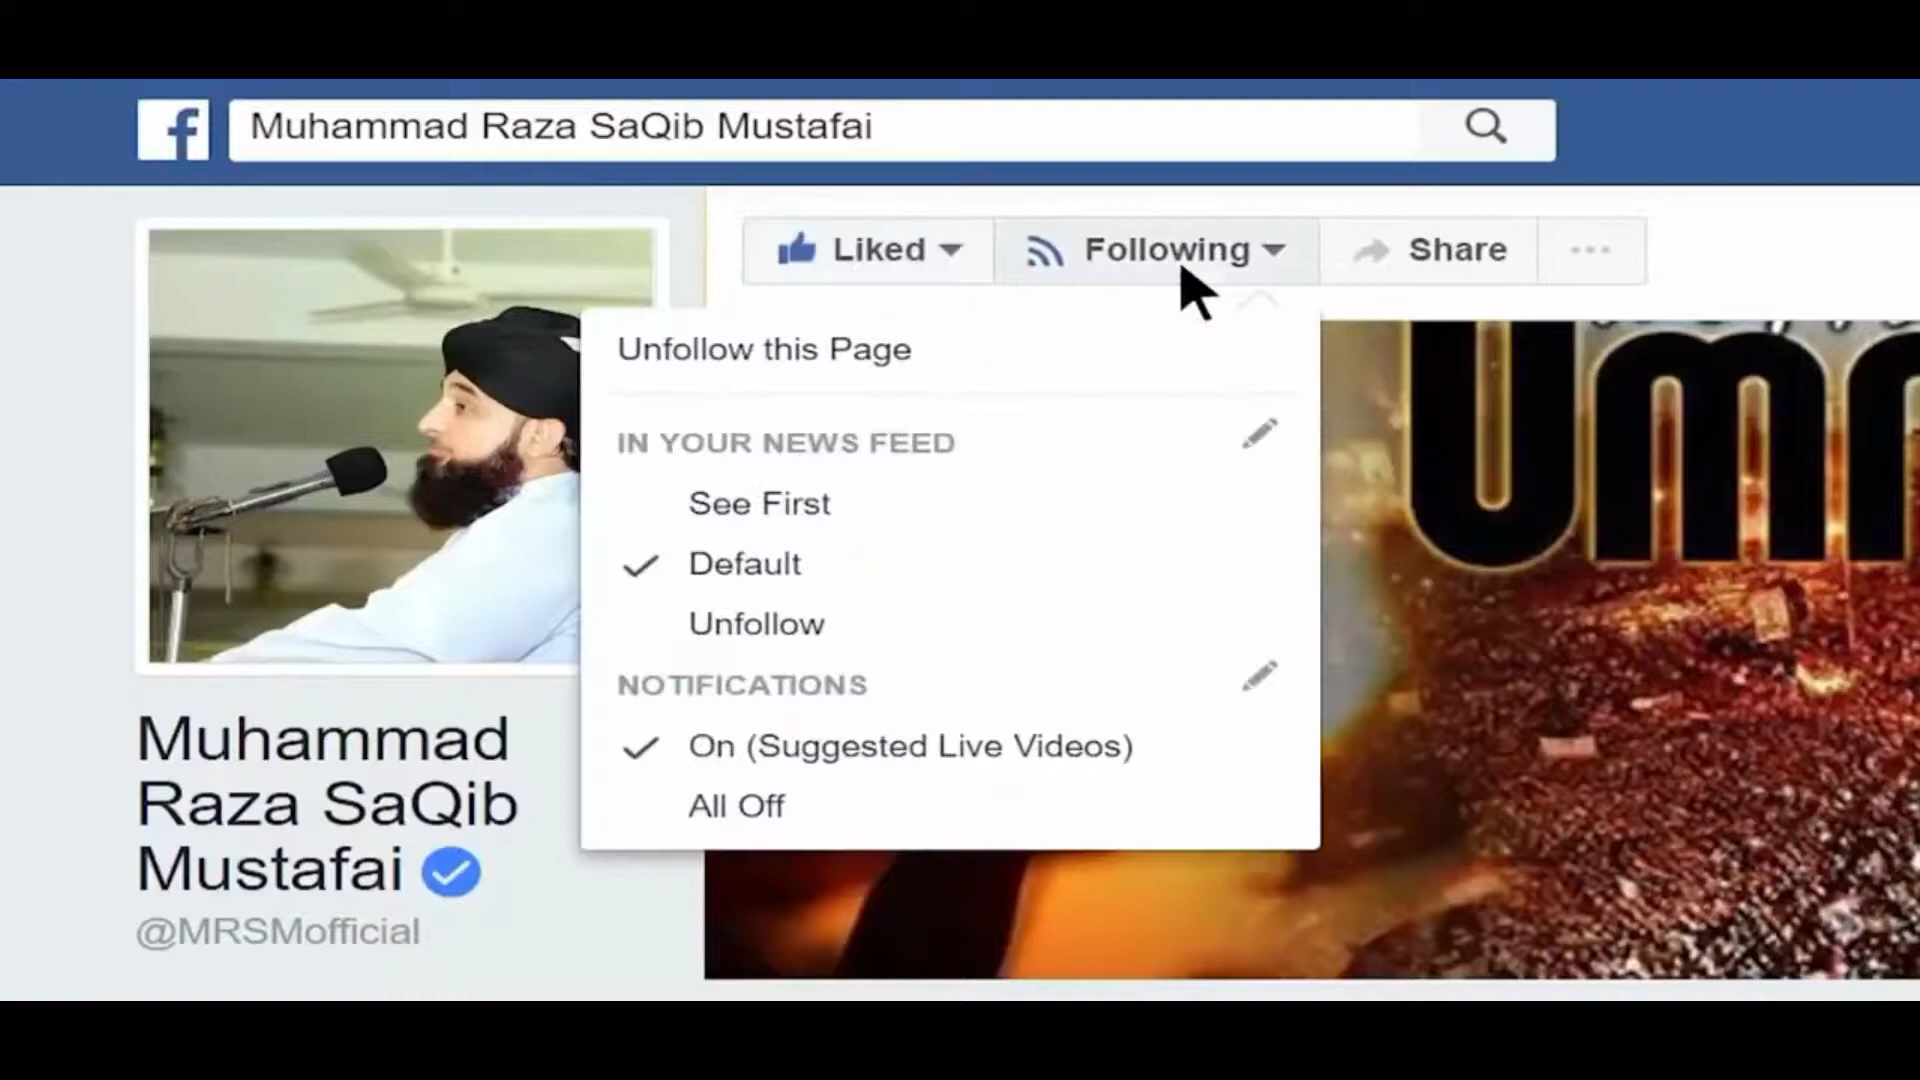 f Muhammad Raza SaQib Mustafai
Liked Following Share
Unfollow this Page
IN YOUR NEWS FEED
See First
Default
Unfollow
NOTIFICATIONS
On (Suggested Live Videos)
All Off
Muhammad
Raza SaQib
Mustafai
@MRSMofficial